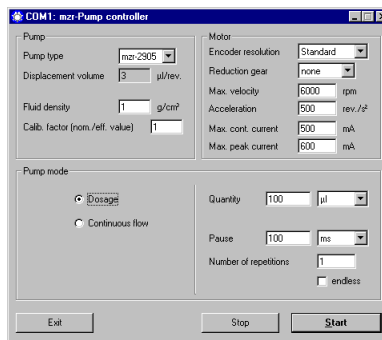 COM1: mzr-Pump controller
Pump
Pump type mzr-2905
Displacement volume 3 µl/rev.
Fluid density 1 g/cm³
Calib. factor (nom./eff. value) 1
Motor
Encoder resolution Standard
Reduction gear none
Max. velocity 6000 rpm
Acceleration 500 rev./s²
Max. cont. current 500 mA
Max. peak current 600 mA
Pump mode
Dosage
Continuous flow
Quantity 100 µl
Pause 100 ms
Number of repetitions 1
endless
Exit
Stop
Start